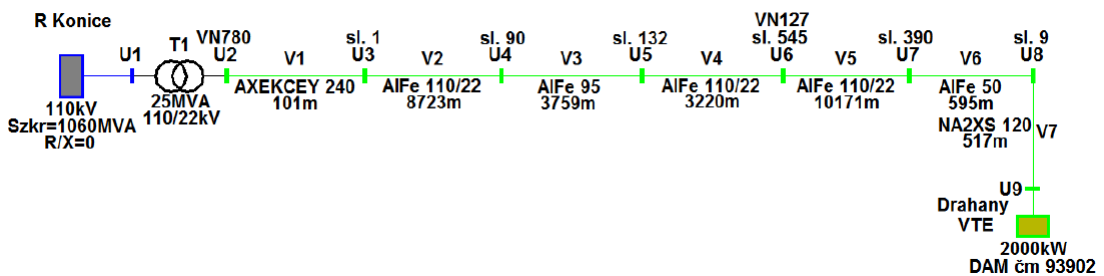 R Konice
110kV
Szkr=1060MVA
R/X=0
U1
T1
25MVA
110/22kV
VN780
U2
V1
AXEKCEY 240
101m
sl. 1
U3
V2
AlFe 110/22
8723m
sl. 90
U4
V3
AlFe 95
3759m
sl. 132
U5
V4
AlFe 110/22
3220m
VN127
sl. 545
U6
V5
AlFe 110/22
10171m
sl. 390
U7
V6
AlFe 50
595m
sl. 9
U8
NA2XS 120
517m
V7
U9
Drahany
VTE
2000kW
DAM čm 93902